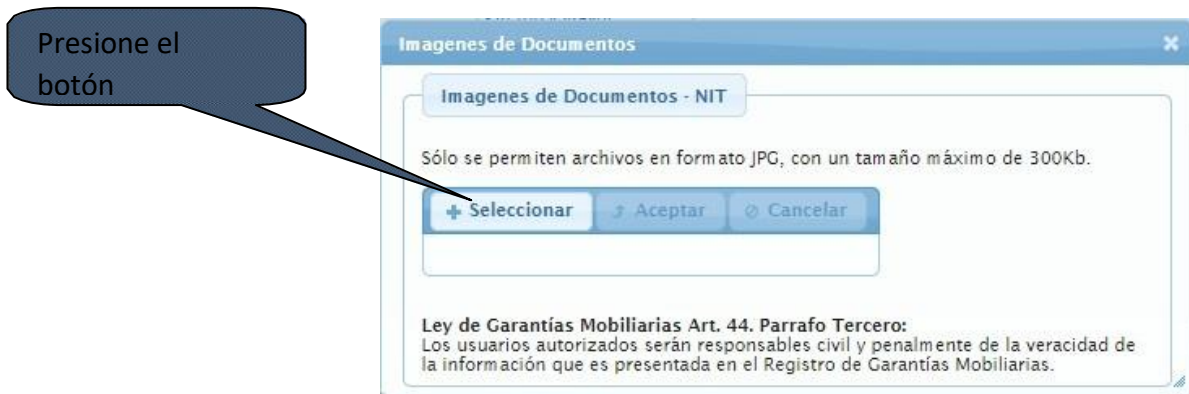 Presione el
botón
Imagenes de Documentos
Imagenes de Documentos - NIT
Sólo se permiten archivos en formato JPG, con un tamaño máximo de 300Kb.
Seleccionar Aceptar Cancelar
Ley de Garantías Mobiliarias Art. 44. Parrafo Tercero:
Los usuarios autorizados serán responsables civil y penalmente de la veracidad de
la información que es presentada en el Registro de Garantías Mobiliarias.